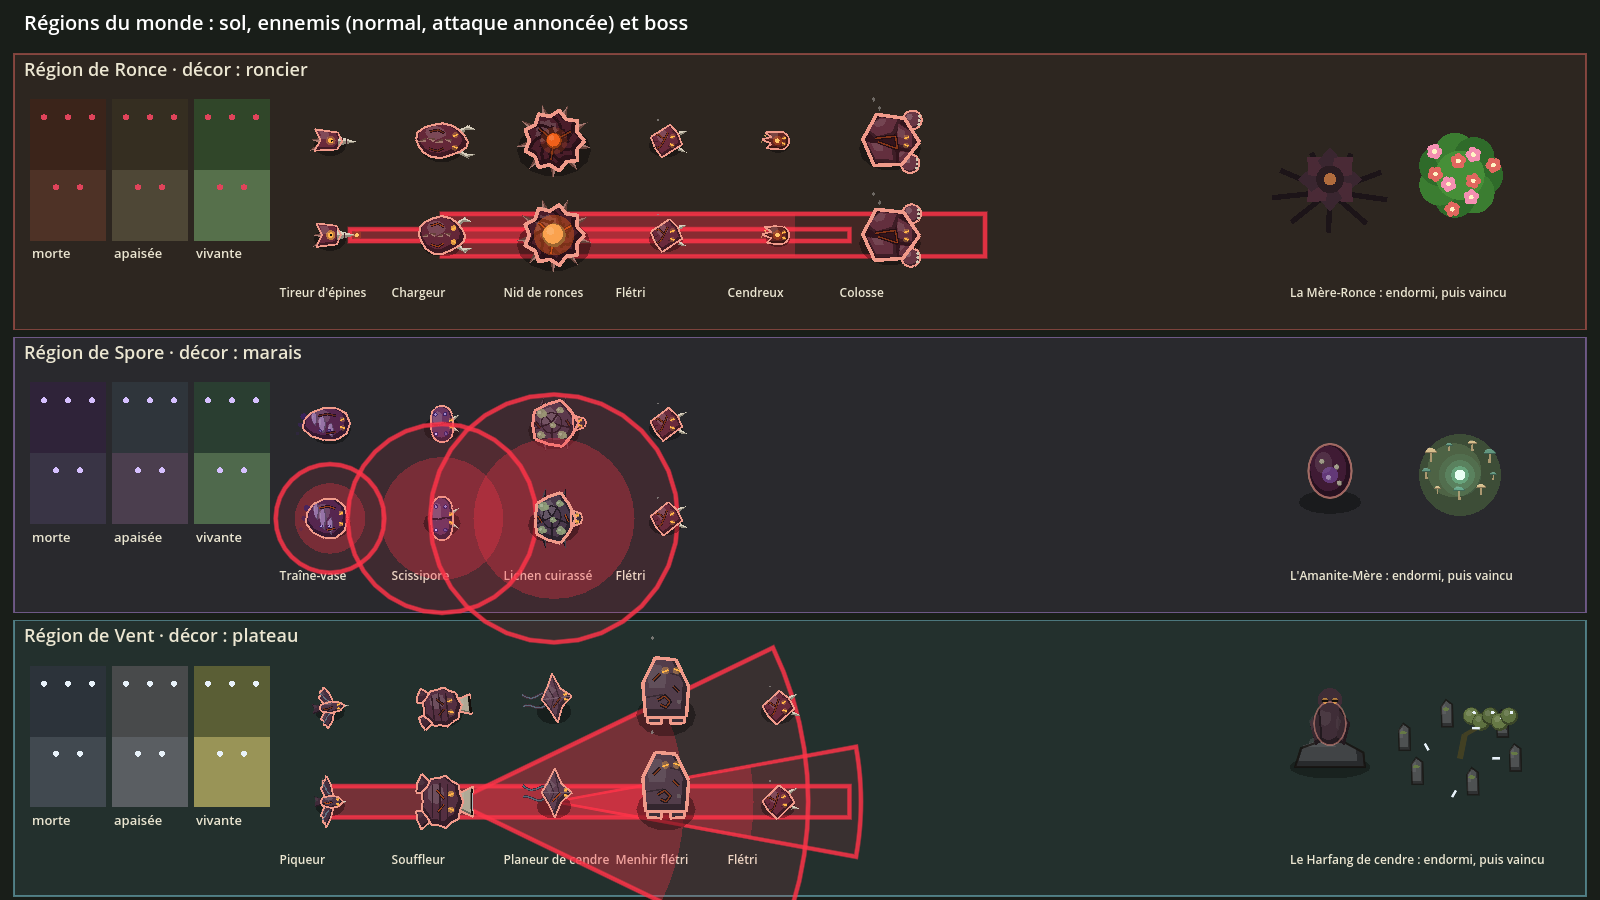 Régions du monde : sol, ennemis (normal, attaque annoncée) et boss
Région de Ronce · décor : roncier
morte apaisée vivante
Tireur d'épines Chargeur Nid de ronces Flétri Cendreux Colosse La Mère-Ronce : endormi, puis vaincu
Région de Spore · décor : marais
morte apaisée vivante
Traîne-vase Scissipore Lichen cuirassé Flétri L'Amanite-Mère : endormi, puis vaincu
Région de Vent · décor : plateau
morte apaisée vivante
Piqueur Souffleur Planeur de cendre Menhir flétri Flétri Le Harfang de cendre : endormi, puis vaincu